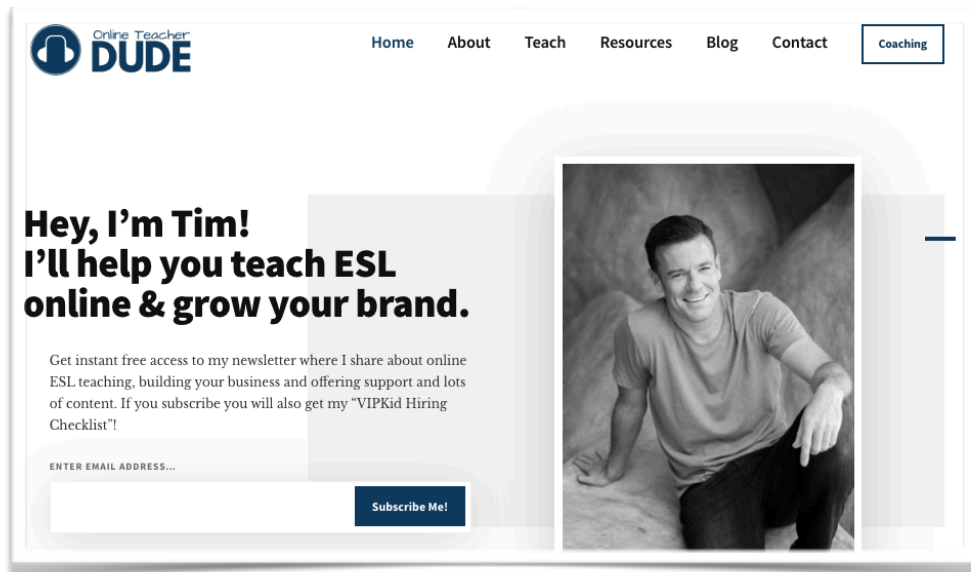 Online Teacher
DUDE
Home About Teach Resources Blog Contact Coaching
Hey, I’m Tim!
I’ll help you teach ESL
online & grow your brand.
Get instant free access to my newsletter where I share about online
ESL teaching, building your business and offering support and lots
of content. If you subscribe you will also get my “VIPKid Hiring
Checklist”!
ENTER EMAIL ADDRESS...
Subscribe Me!